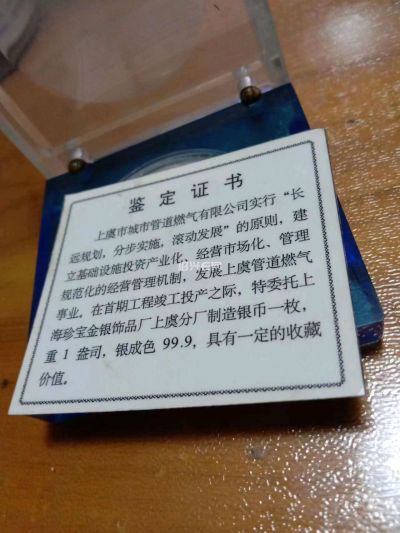 鉴定证书
上虞市城市管道燃气有限公司实行“长
远规划，分步实施，滚动发展”的原则，建
立基础设施投资产业化、经营市场化、管理
规范化的经营管理机制，发展上虞管道燃气
事业。在首期工程竣工投产之际，特委托上
海珍宝金银饰品厂上虞分厂制造银币一枚，
重1盎司，银成色99.9，具有一定的收藏
价值。